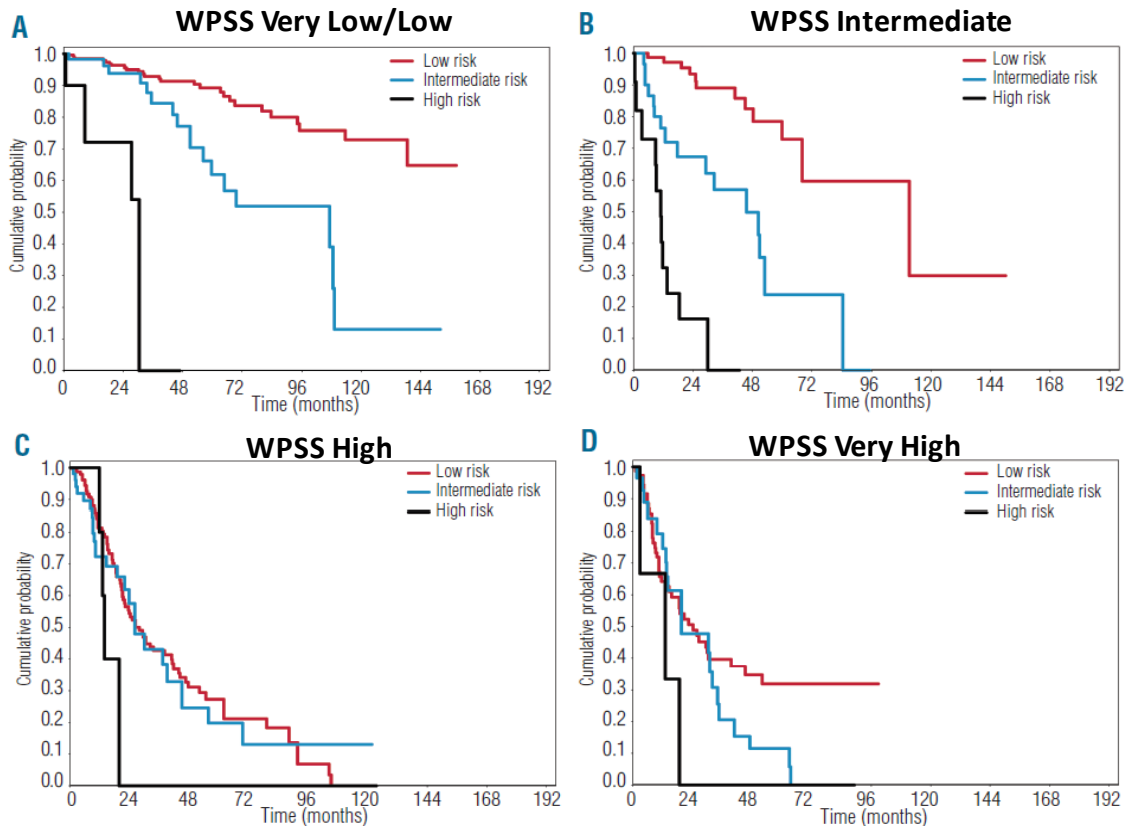 A
WPSS Very Low/Low
Cumulative probability
1.0
0.9
0.8
0.7
0.6
0.5
0.4
0.3
0.2
0.1
0.0
Low risk
Intermediate risk
High risk
0 24 48 72 96 120 144 168 192
Time (months)
B
WPSS Intermediate
Cumulative probability
1.0
0.9
0.8
0.7
0.6
0.5
0.4
0.3
0.2
0.1
0.0
Low risk
Intermediate risk
High risk
0 24 48 72 96 120 144 168 192
Time (months)
C
WPSS High
Cumulative probability
1.0
0.9
0.8
0.7
0.6
0.5
0.4
0.3
0.2
0.1
0.0
Low risk
Intermediate risk
High risk
0 24 48 72 96 120 144 168 192
Time (months)
D
WPSS Very High
Cumulative probability
1.0
0.9
0.8
0.7
0.6
0.5
0.4
0.3
0.2
0.1
0.0
Low risk
Intermediate risk
High risk
0 24 48 72 96 120 144 168 192
Time (months)